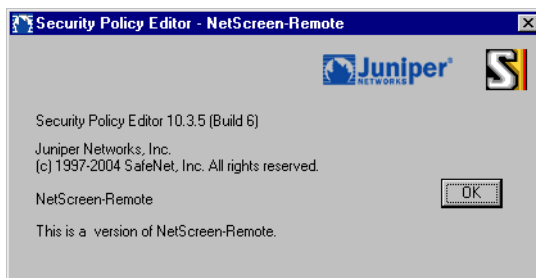 Security Policy Editor - NetScreen-Remote
Juniper
NETWORKS
Security Policy Editor 10.3.5 (Build 6)
Juniper Networks, Inc.
(c) 1997-2004 SafeNet, Inc. All rights reserved.
NetScreen-Remote
OK
This is a  version of NetScreen-Remote.